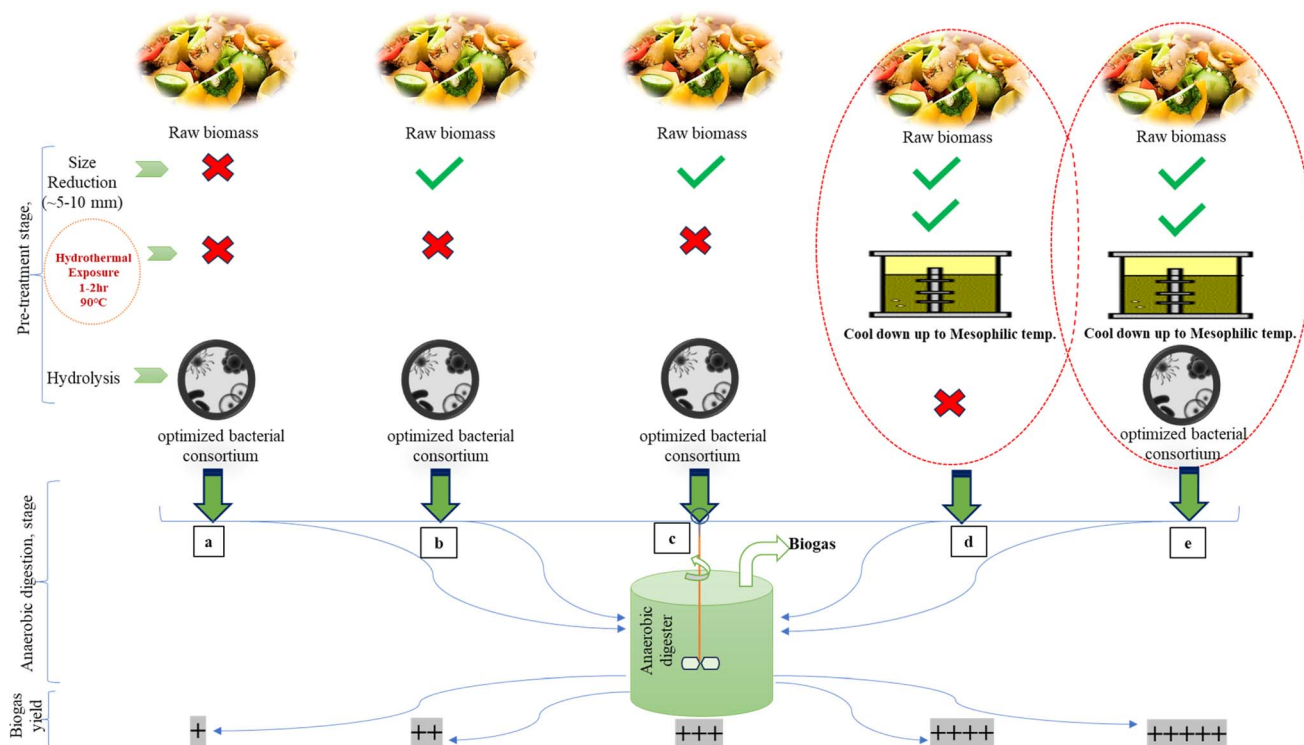 Raw biomass
Raw biomass
Raw biomass
Raw biomass
Raw biomass
Pre-treatment stage,
Size
Reduction
(~5-10 mm)
Hydrothermal
Exposure
1-2hr
90°C
Cool down up to Mesophilic temp.
Cool down up to Mesophilic temp.
Hydrolysis
optimized bacterial
consortium
optimized bacterial
consortium
optimized bacterial
consortium
optimized bacterial
consortium
Anaerobic digestion, stage
a
b
c
d
e
Biogas
Anaerobic
digester
Biogas
yield
+
++
+++
++++
+++++